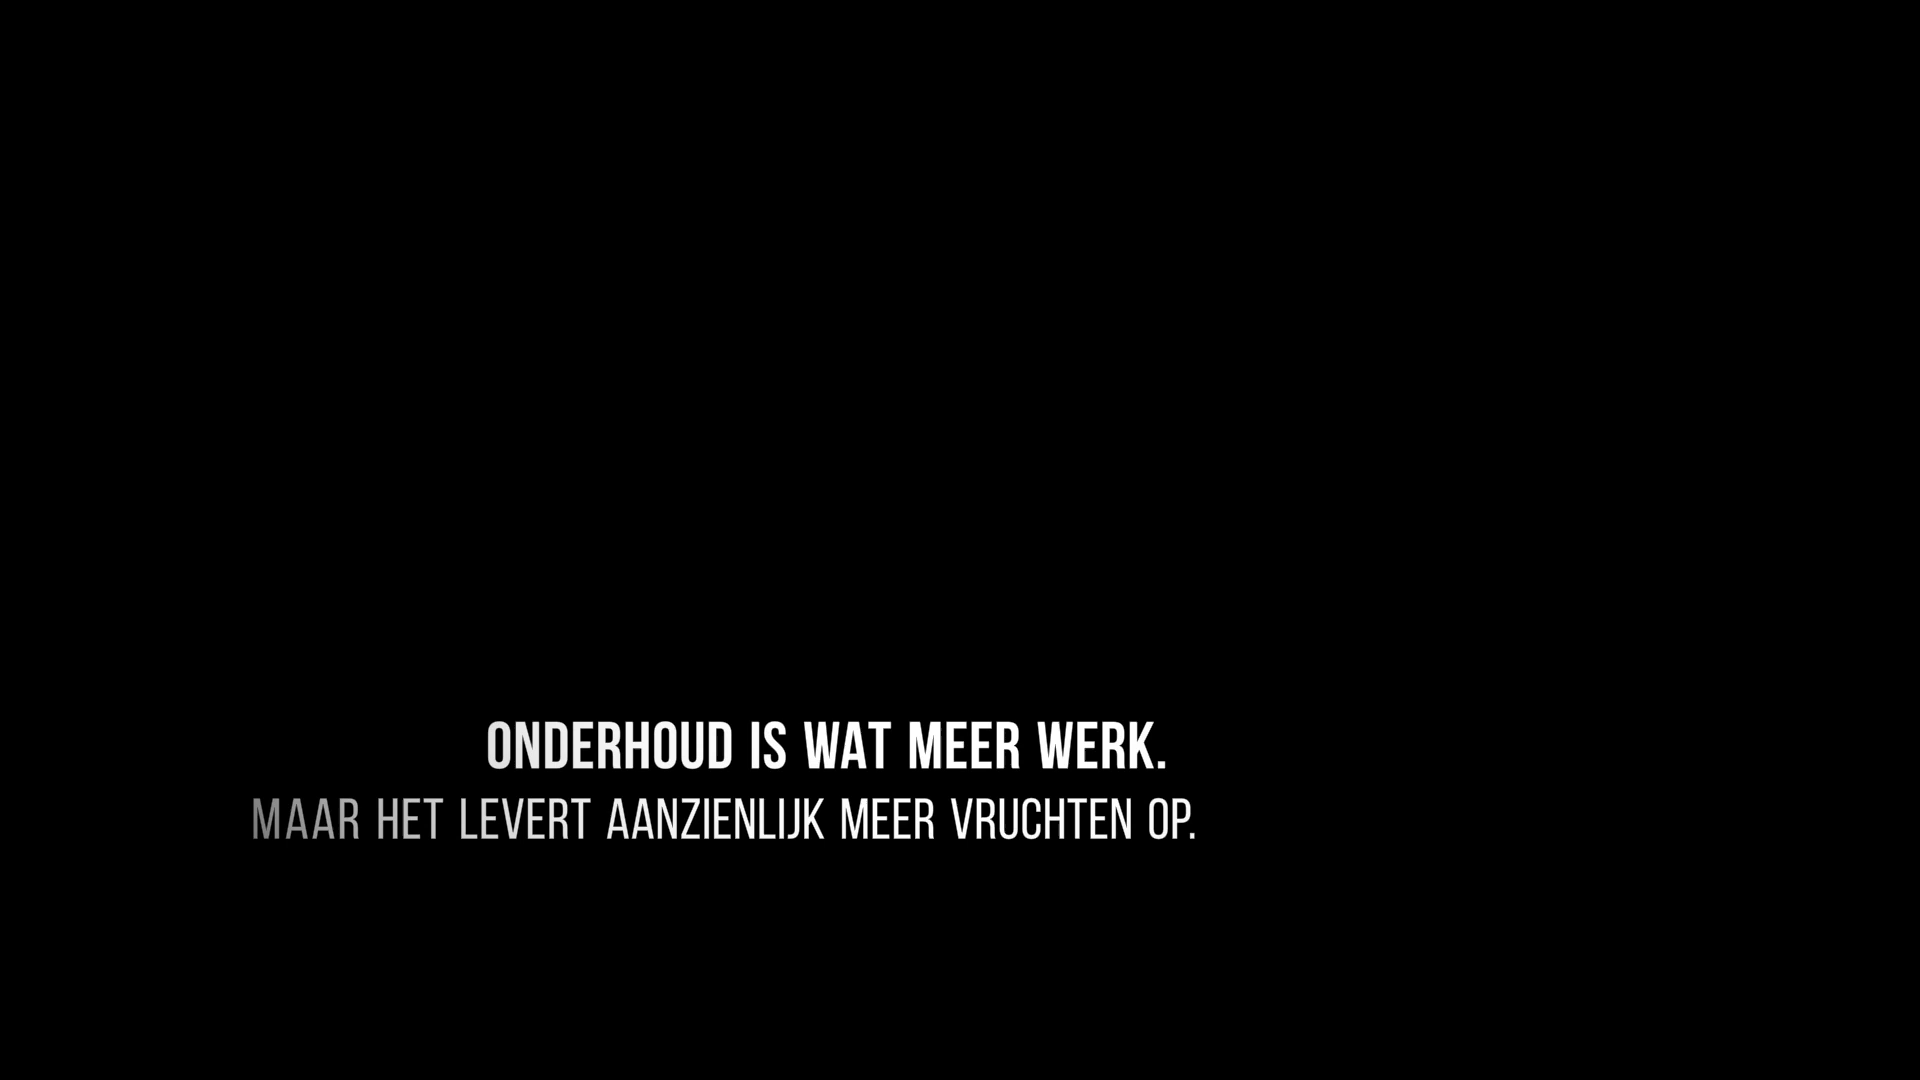 ONDERHOUD IS WAT MEER WERK.
MAAR HET LEVERT AANZIENLIJK MEER VRUCHTEN OP.